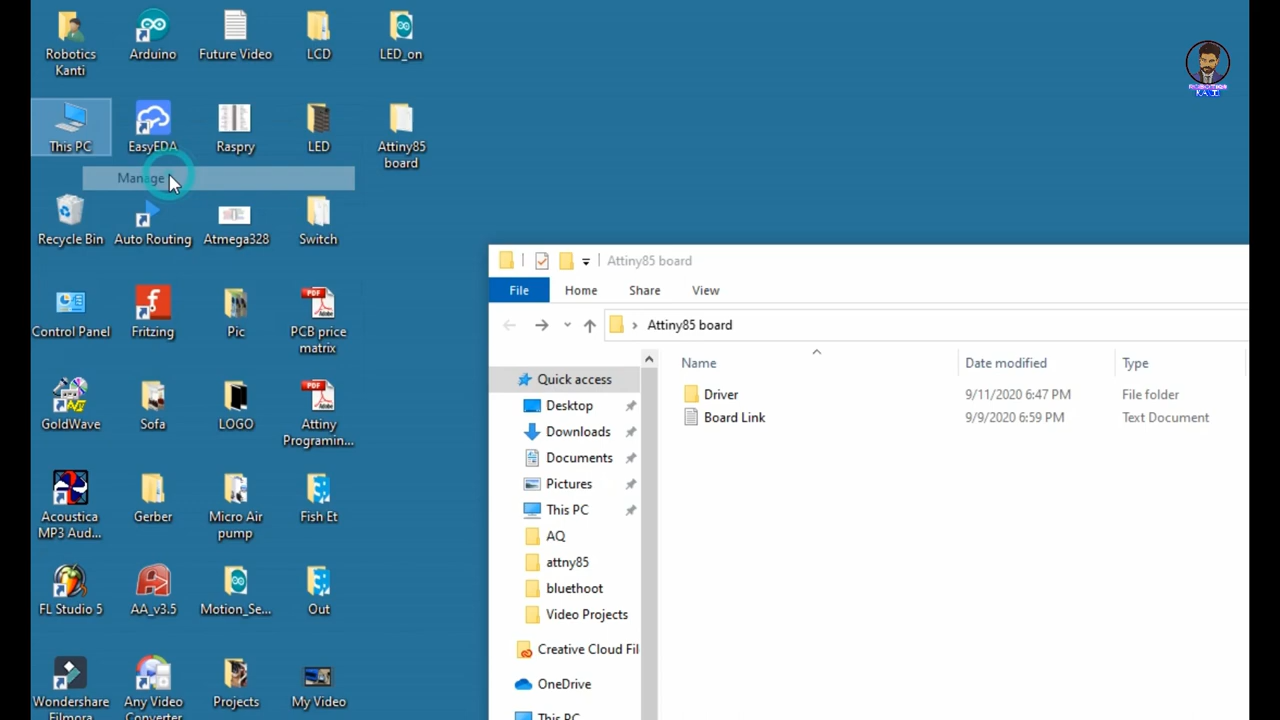 Robotics
Kanti
Arduino
Future Video
LCD
LED_on
This PC
EasyEDA
Raspry
LED
Attiny85
board
Manage
Recycle Bin
Auto Routing
Atmega328
Switch
Control Panel
Fritzing
Pic
PCB price
matrix
GoldWave
Sofa
LOGO
Attiny
Programin...
Acoustica
MP3 Aud...
Gerber
Micro Air
pump
Fish Et
FL Studio 5
AA_v3.5
Motion_Se...
Out
Wondershare
Filmora
Any Video
Converter
Projects
My Video
Attiny85 board
File
Home
Share
View
Attiny85 board
Name
Date modified
Type
Quick access
Desktop
Downloads
Documents
Pictures
This PC
AQ
attny85
bluethoot
Video Projects
Creative Cloud Fil
OneDrive
This PC
Driver
9/11/2020 6:47 PM
File folder
Board Link
9/9/2020 6:59 PM
Text Document